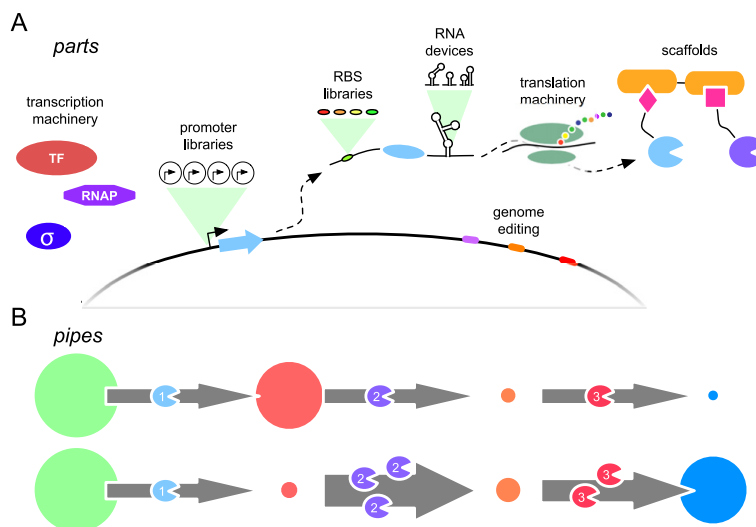 A
parts
transcription
machinery
TF
RNAP
σ
promoter
libraries
RBS
libraries
RNA
devices
translation
machinery
scaffolds
genome
editing
B
pipes
1
2
3
1
2
2
2
3
3